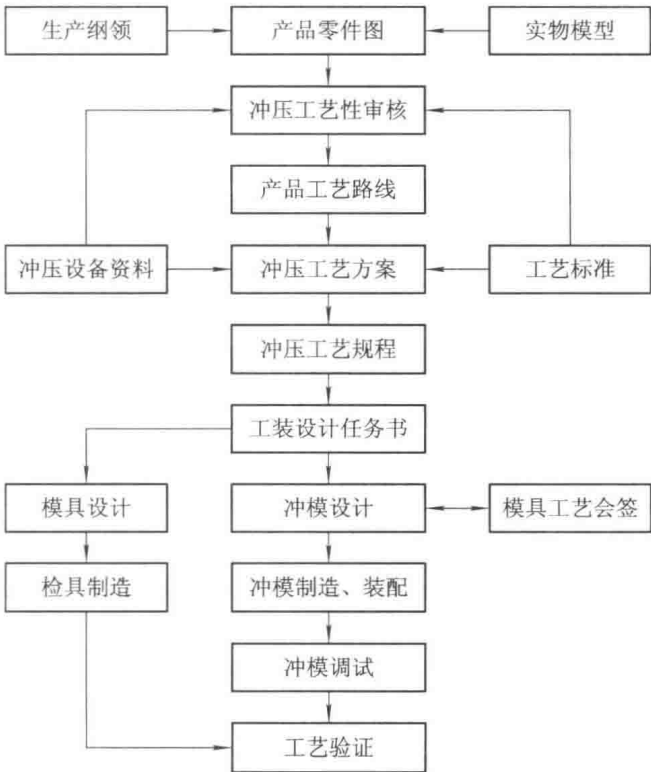 生产纲领
产品零件图
实物模型
冲压工艺性审核
产品工艺路线
冲压设备资料
冲压工艺方案
工艺标准
冲压工艺规程
工装设计任务书
模具设计
冲模设计
模具工艺会签
检具制造
冲模制造、装配
冲模调试
工艺验证